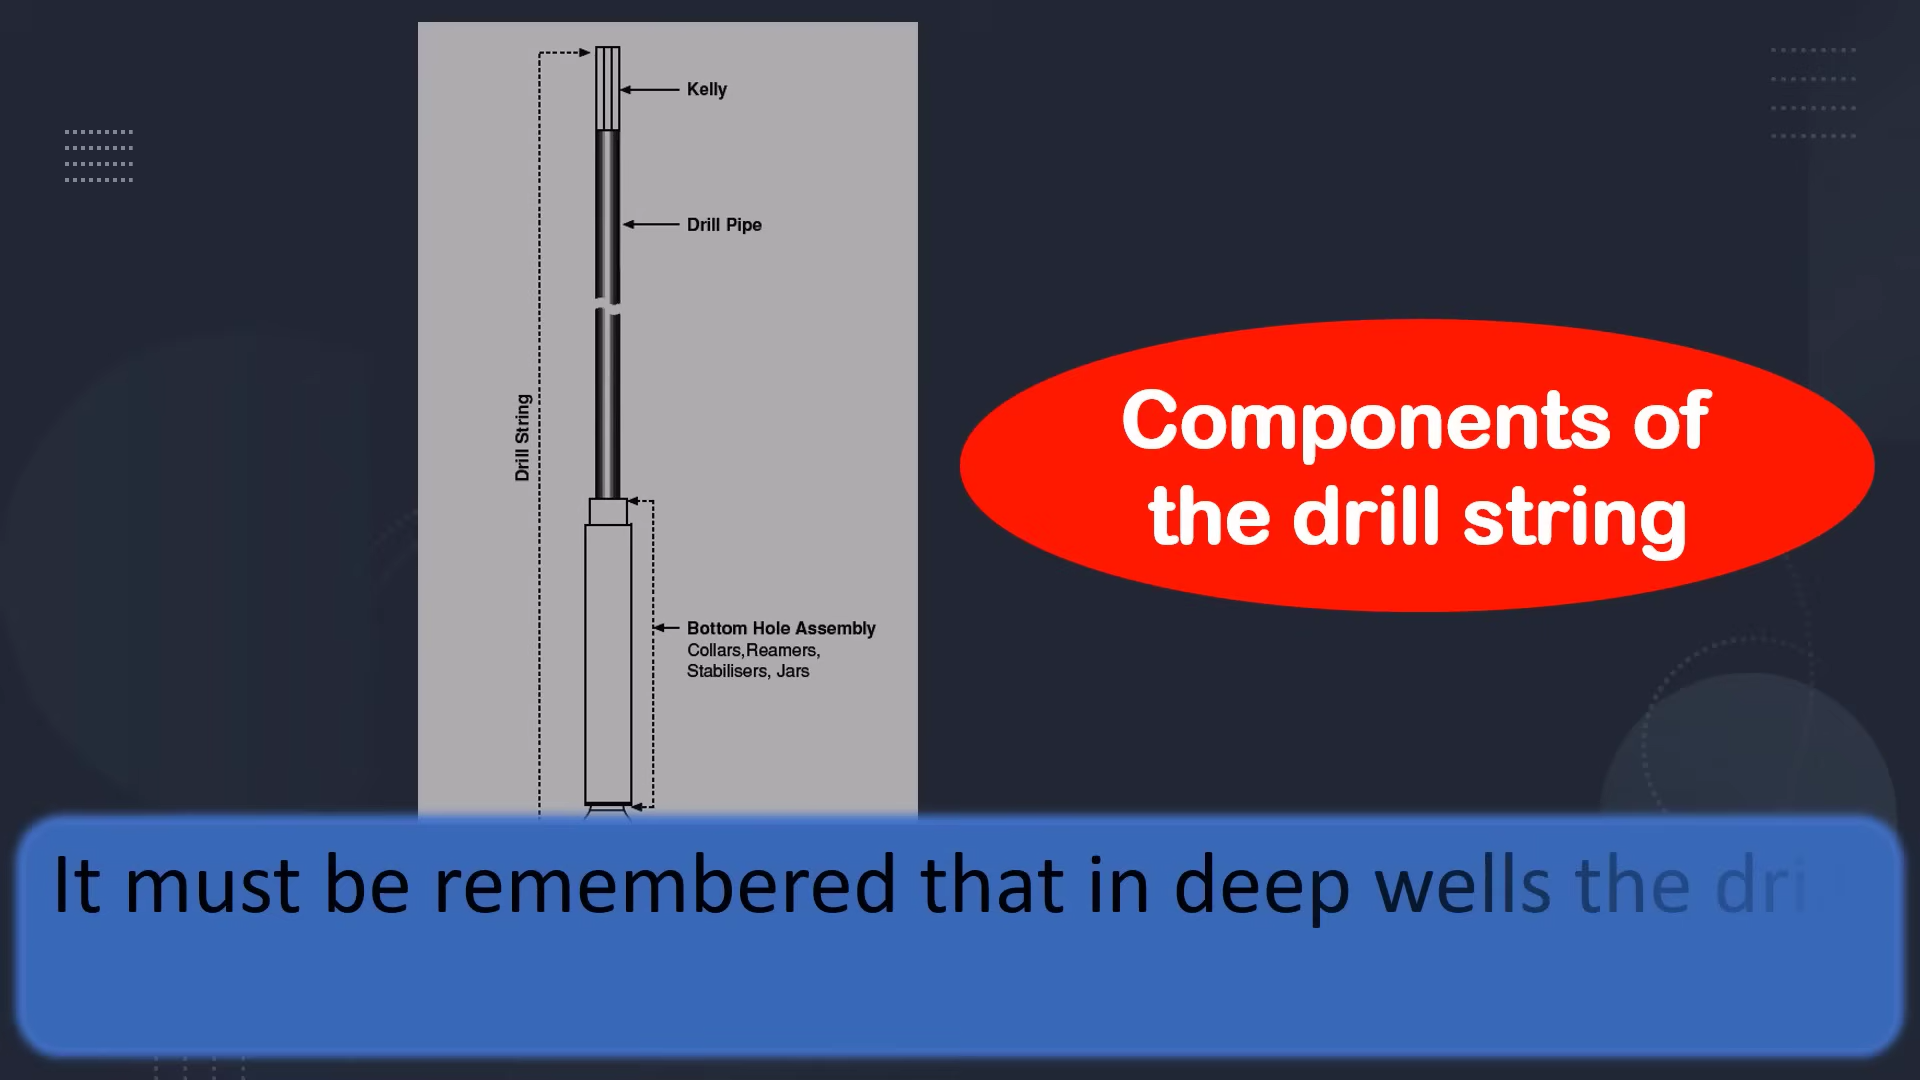 Kelly
Drill Pipe
Drill String
Bottom Hole Assembly
Collars,Reamers,
Stabilisers, Jars
Components of
the drill string
It must be remembered that in deep wells the